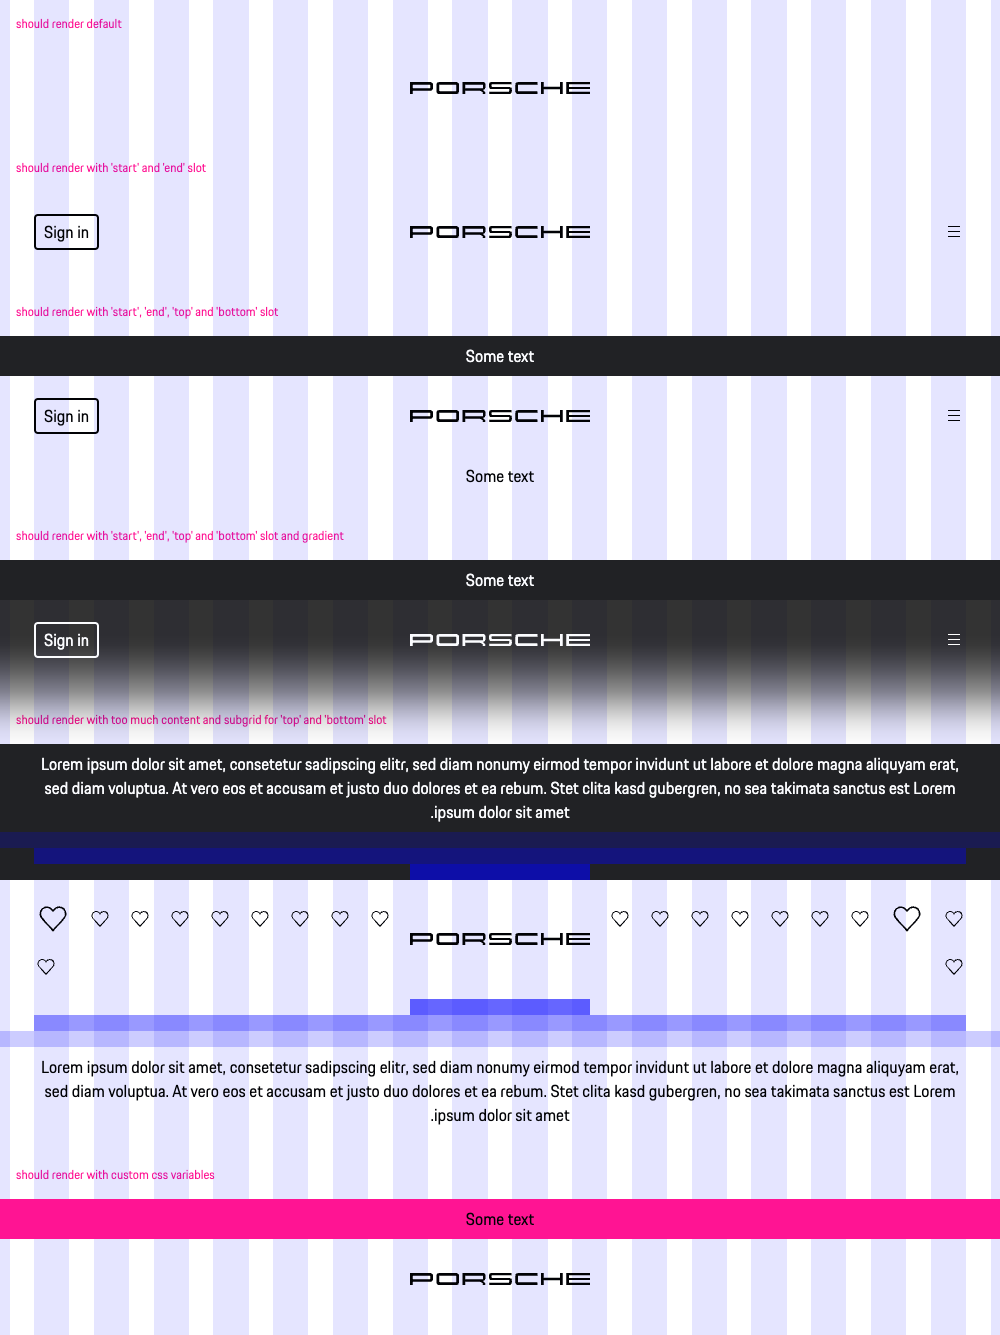 should render default
PORSCHE
should render with 'start' and 'end' slot
Sign in
PORSCHE
should render with 'start', 'end', 'top' and 'bottom' slot
Some text
Sign in
PORSCHE
Some text
should render with 'start', 'end', 'top' and 'bottom' slot and gradient
Some text
Sign in
PORSCHE
should render with too much content and subgrid for 'top' and 'bottom' slot
Lorem ipsum dolor sit amet, consetetur sadipscing elitr, sed diam nonumy eirmod tempor invidunt ut labore et dolore magna aliquyam erat,
sed diam voluptua. At vero eos et accusam et justo duo dolores et ea rebum. Stet clita kasd gubergren, no sea takimata sanctus est Lorem
.ipsum dolor sit amet
PORSCHE
Lorem ipsum dolor sit amet, consetetur sadipscing elitr, sed diam nonumy eirmod tempor invidunt ut labore et dolore magna aliquyam erat,
sed diam voluptua. At vero eos et accusam et justo duo dolores et ea rebum. Stet clita kasd gubergren, no sea takimata sanctus est Lorem
.ipsum dolor sit amet
should render with custom css variables
Some text
PORSCHE